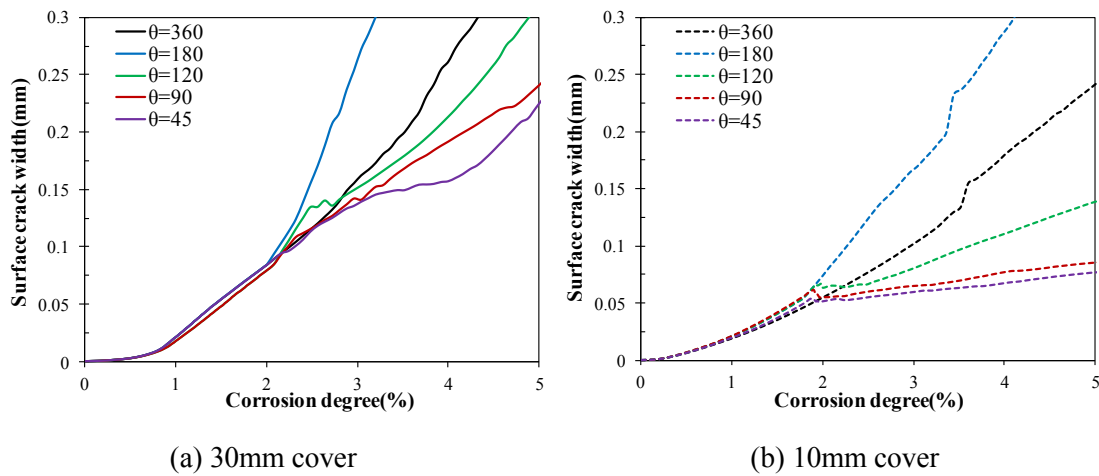 0.3
0.25
0.2
0.15
0.1
0.05
0
Surface crack width(mm)
θ=360
θ=180
θ=120
θ=90
θ=45
0 1 2 3 4 5
Corrosion degree(%)
(a) 30mm cover
0.3
0.25
0.2
0.15
0.1
0.05
0
Surface crack width(mm)
θ=360
θ=180
θ=120
θ=90
θ=45
0 1 2 3 4 5
Corrosion degree(%)
(b) 10mm cover